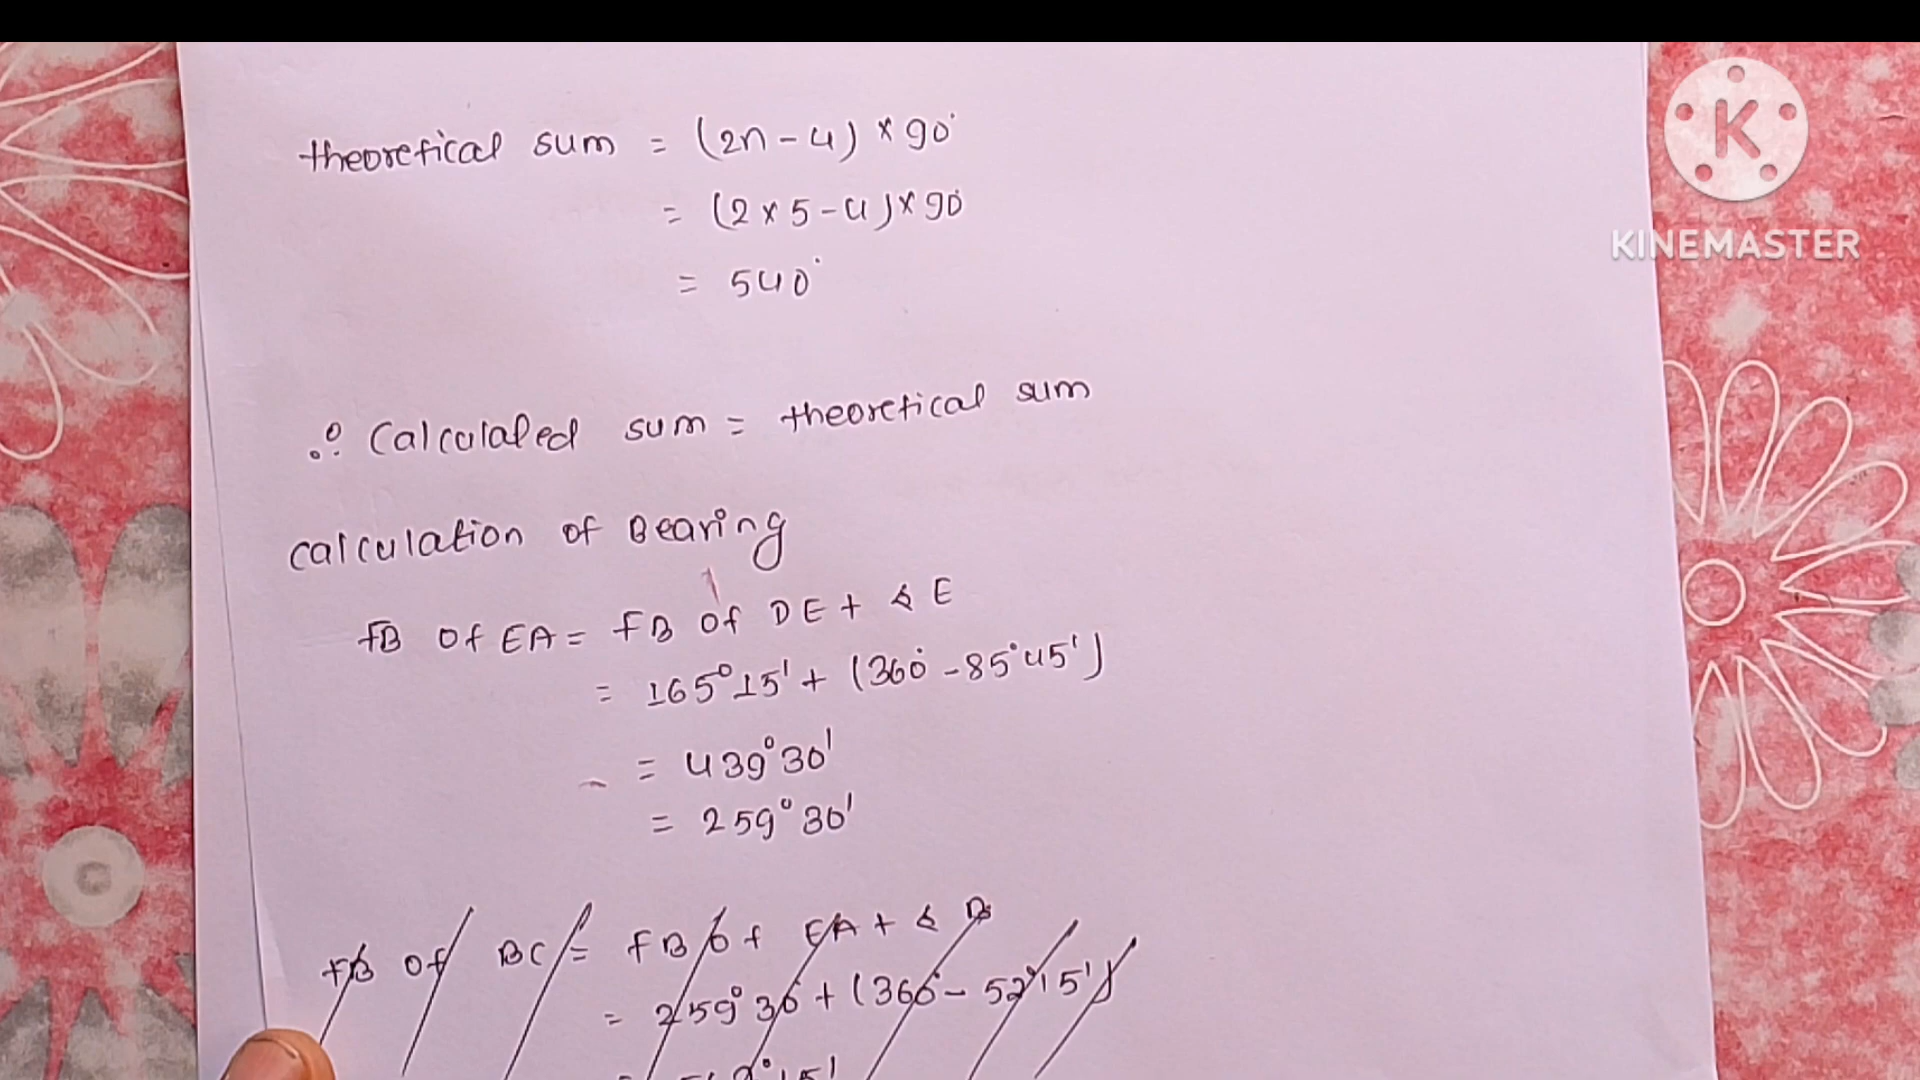 theoretical sum = (2n-4) × 90°
= (2×5-4)×90°
= 540°
∴ Calculated sum = theoretical sum
calculation of Bearing
FB of EA = FB of DE + ∡ E
= 165°15' + (360° - 85°45')
= 439°30'
= 259°30'
FB of BC = FB of EA + ∡
= 259°30 + (360° - 52°15')
K
KINEMASTER